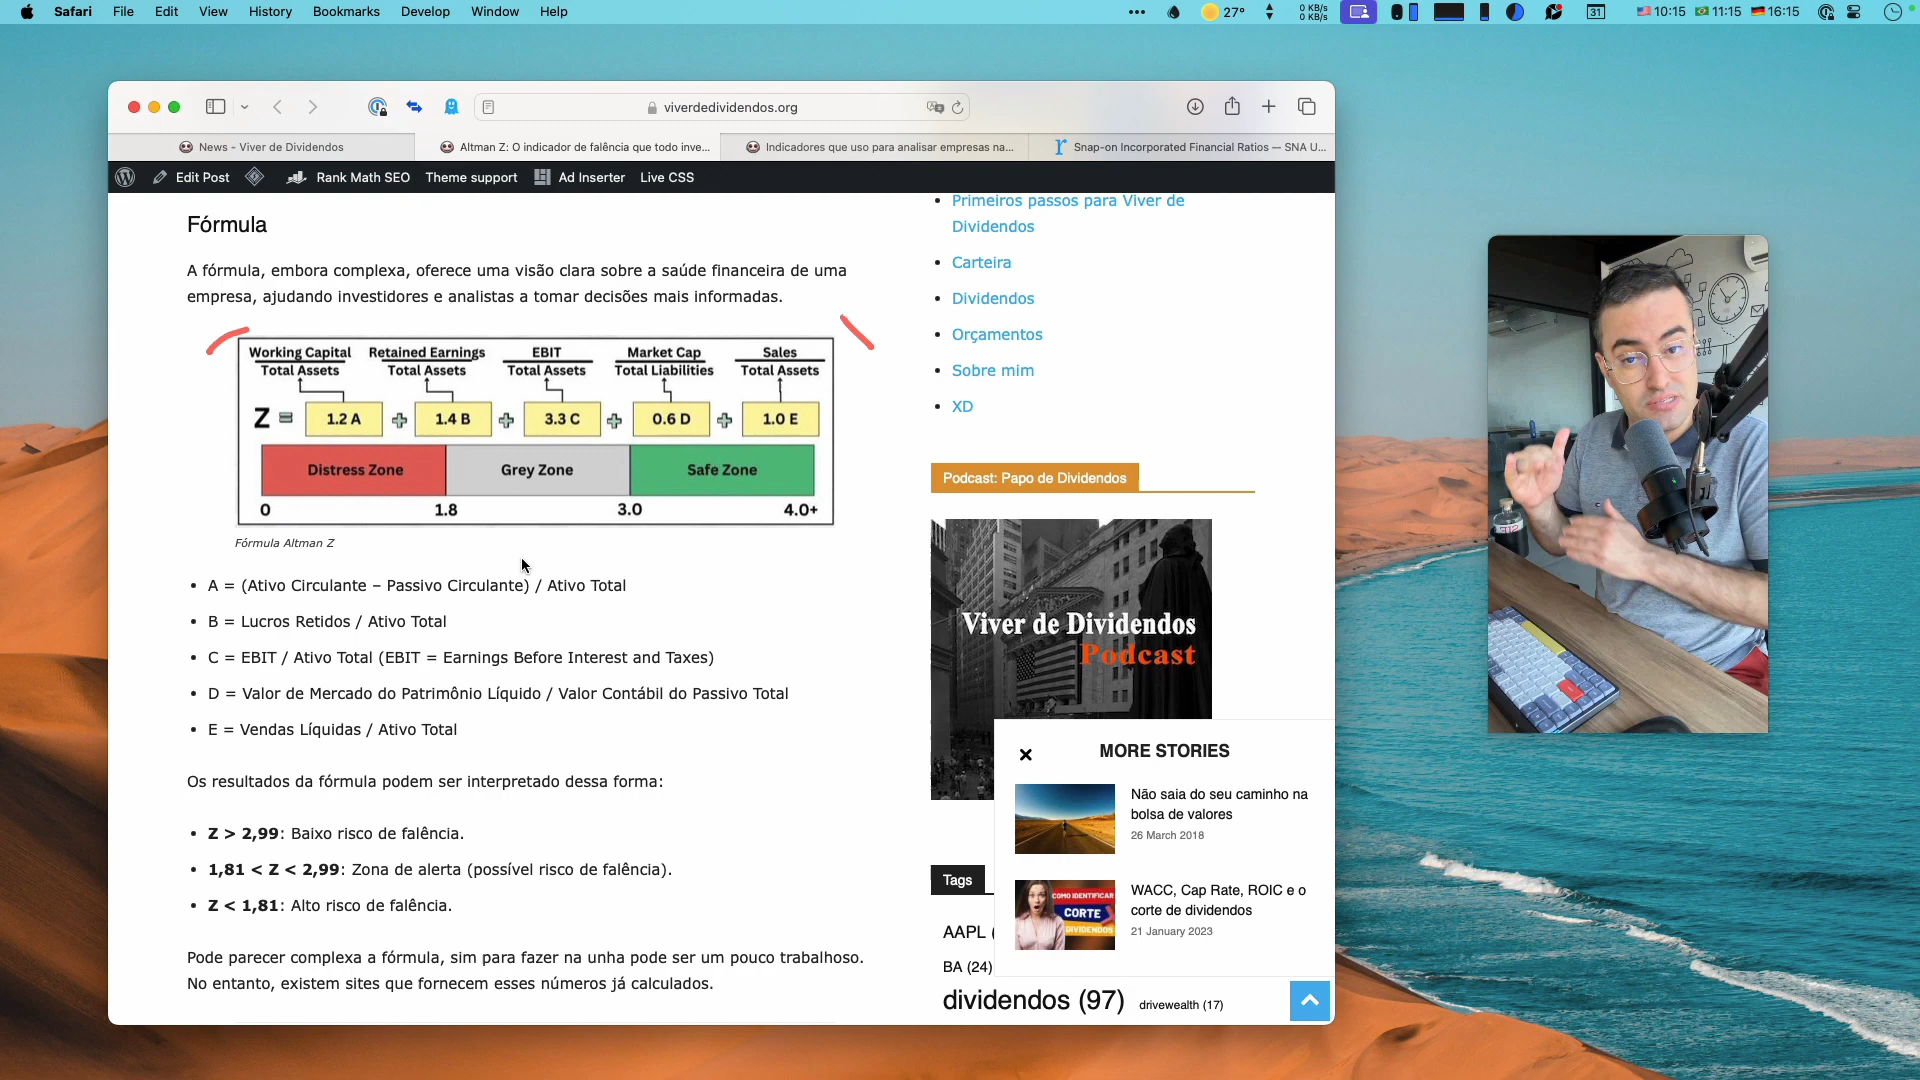 Safari File Edit View History Bookmarks Develop Window Help
27° 0 KB/s 0 KB/s 31 10:15 11:15 16:15
viverdedividendos.org
News - Viver de Dividendos
Altman Z: O indicador de falência que todo inve...
Indicadores que uso para analisar empresas na...
Snap-on Incorporated Financial Ratios — SNA U...
Edit Post Rank Math SEO Theme support Ad Inserter Live CSS
Fórmula
A fórmula, embora complexa, oferece uma visão clara sobre a saúde financeira de uma
empresa, ajudando investidores e analistas a tomar decisões mais informadas.
Working Capital Retained Earnings EBIT Market Cap Sales
Total Assets Total Assets Total Assets Total Liabilities Total Assets
Z = 1.2 A + 1.4 B + 3.3 C + 0.6 D + 1.0 E
Distress Zone Grey Zone Safe Zone
0 1.8 3.0 4.0+
Fórmula Altman Z
• A = (Ativo Circulante – Passivo Circulante) / Ativo Total
• B = Lucros Retidos / Ativo Total
• C = EBIT / Ativo Total (EBIT = Earnings Before Interest and Taxes)
• D = Valor de Mercado do Patrimônio Líquido / Valor Contábil do Passivo Total
• E = Vendas Líquidas / Ativo Total
Os resultados da fórmula podem ser interpretado dessa forma:
• Z > 2,99: Baixo risco de falência.
• 1,81 < Z < 2,99: Zona de alerta (possível risco de falência).
• Z < 1,81: Alto risco de falência.
Pode parecer complexa a fórmula, sim para fazer na unha pode ser um pouco trabalhoso.
No entanto, existem sites que fornecem esses números já calculados.
• Primeiros passos para Viver de
Dividendos
• Carteira
• Dividendos
• Orçamentos
• Sobre mim
• XD
Podcast: Papo de Dividendos
Viver de Dividendos
Podcast
MORE STORIES
Não saia do seu caminho na
bolsa de valores
26 March 2018
COMO IDENTIFICAR
CORTE
DIVIDENDOS
WACC, Cap Rate, ROIC e o
corte de dividendos
21 January 2023
Tags
AAPL (
BA (24)
dividendos (97) drivewealth (17)